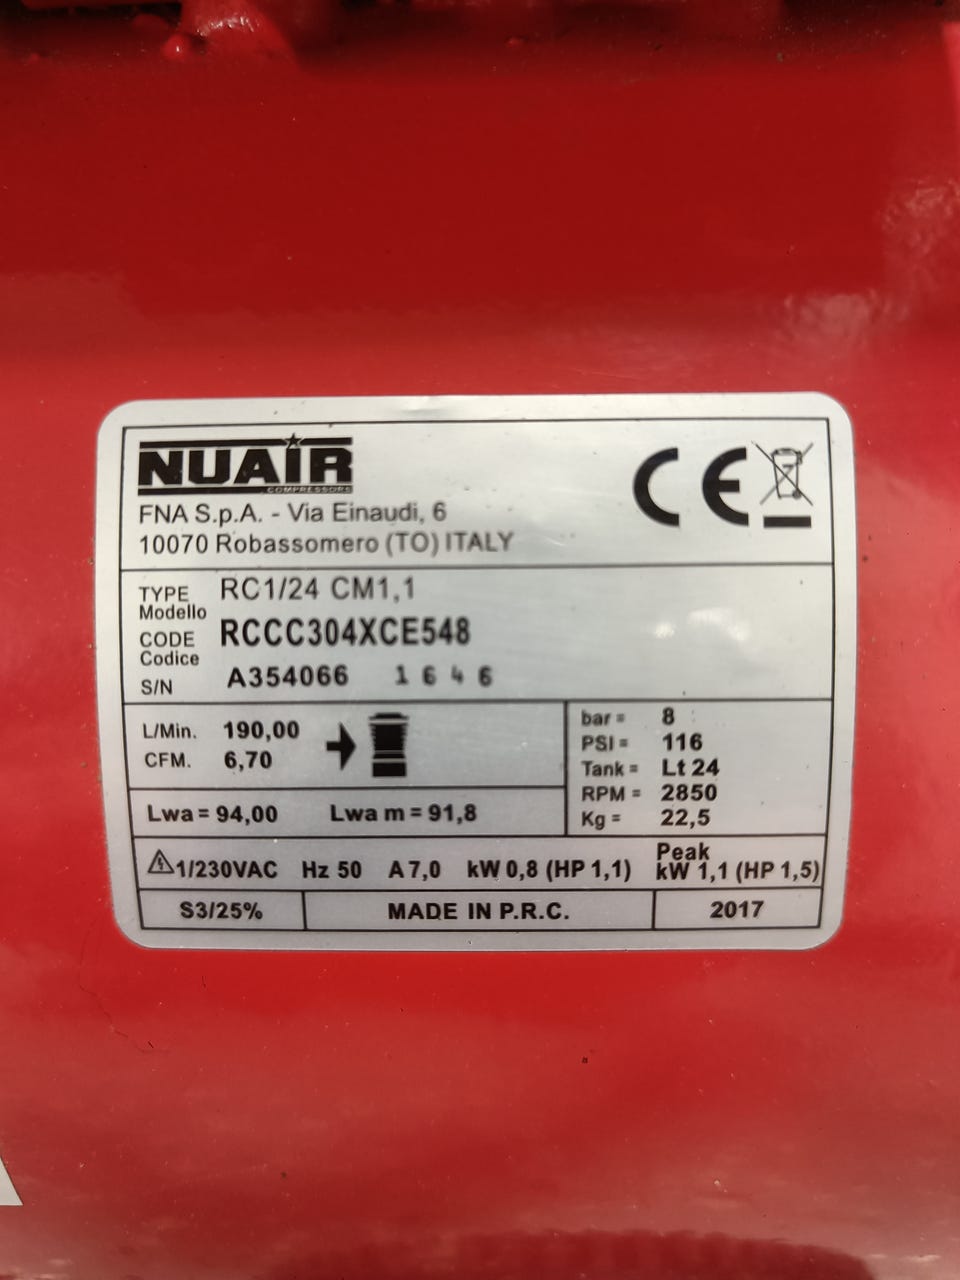 NUAIR
COMPRESSORS
CE
FNA S.p.A. - Via Einaudi, 6
10070 Robassomero (TO) ITALY
TYPE RC1/24 CM1,1
Modello
CODE RCCC304XCE548
Codice
S/N A354066 1646
L/Min. 190,00
CFM. 6,70
bar = 8
PSI = 116
Tank = Lt 24
RPM = 2850
Kg = 22,5
Lwa = 94,00 Lwa m = 91,8
1/230VAC Hz 50 A 7,0 kW 0,8 (HP 1,1) Peak
kW 1,1 (HP 1,5)
S3/25% MADE IN P.R.C. 2017